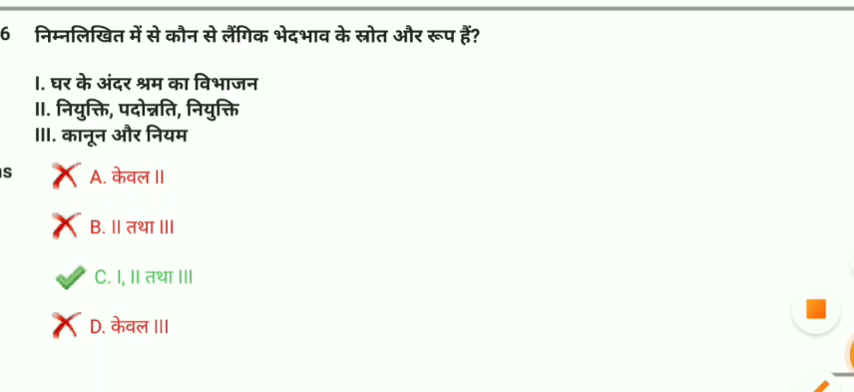 6 निम्नलिखित में से कौन से लैंगिक भेदभाव के स्रोत और रूप हैं?
I. घर के अंदर श्रम का विभाजन
II. नियुक्ति, पदोन्नति, नियुक्ति
III. कानून और नियम
s
A. केवल II
B. II तथा III
C. I, II तथा III
D. केवल III